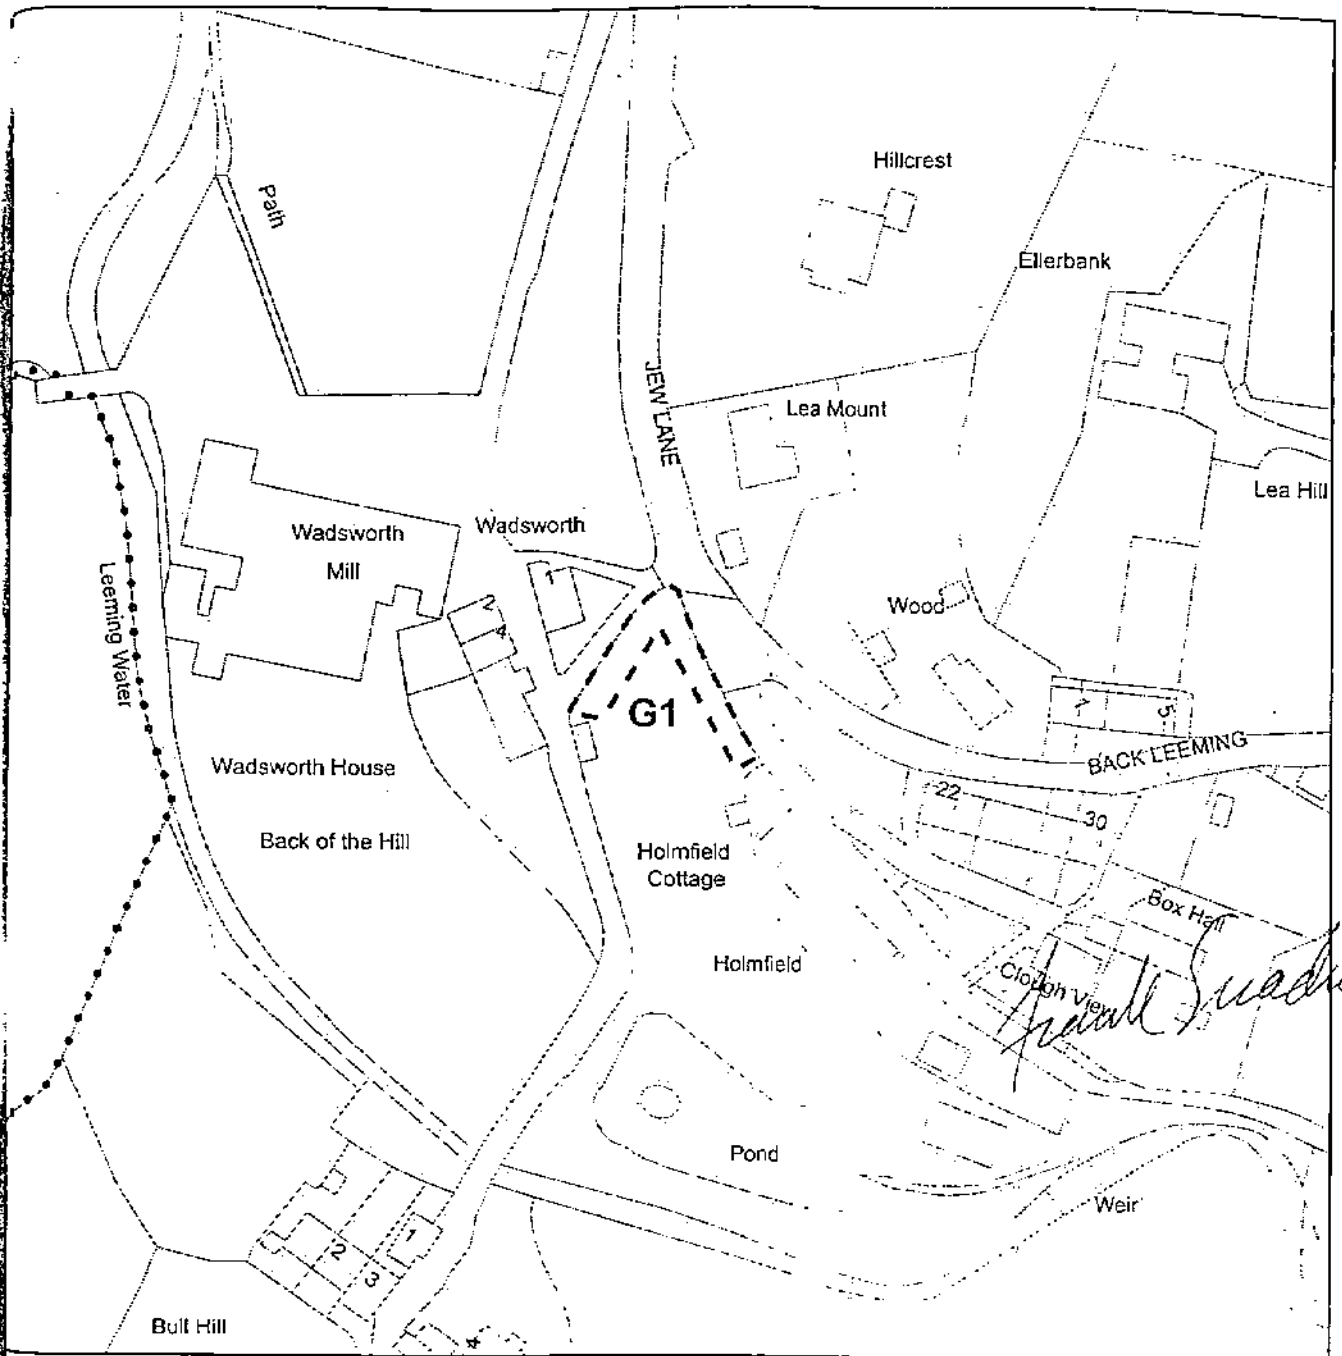 Hillcrest
Path
Ellerbank
JEW LANE
Lea Mount
Lea Hill
Wadsworth
Mill
Wadsworth
1
2
4
Leeming Water
Wood
G1
1
5
BACK LEEMING
Wadsworth House
22
30
Back of the Hill
Holmfield
Cottage
Box Hall
Holmfield
Clough View
Pond
Weir
1
2
3
Bull Hill
4